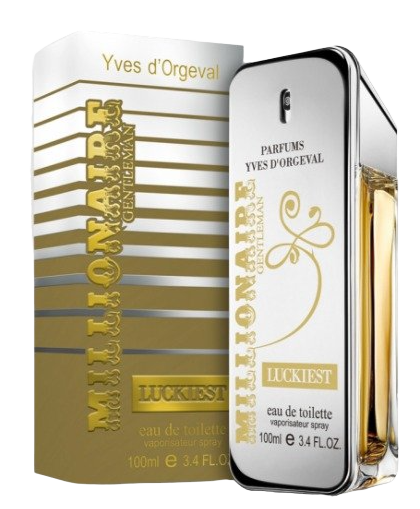 Yves d'Orgeval
MILLIONAIRE
GENTLEMAN
LUCKIEST
eau de toilette
vaporisateur spray
100ml e 3.4 FL.O
PARFUMS
YVES D'ORGEVAL
MILLIONAIRE
GENTLEMAN
LUCKIEST
eau de toilette
vaporisateur spray
100ml e 3.4 FL.OZ.